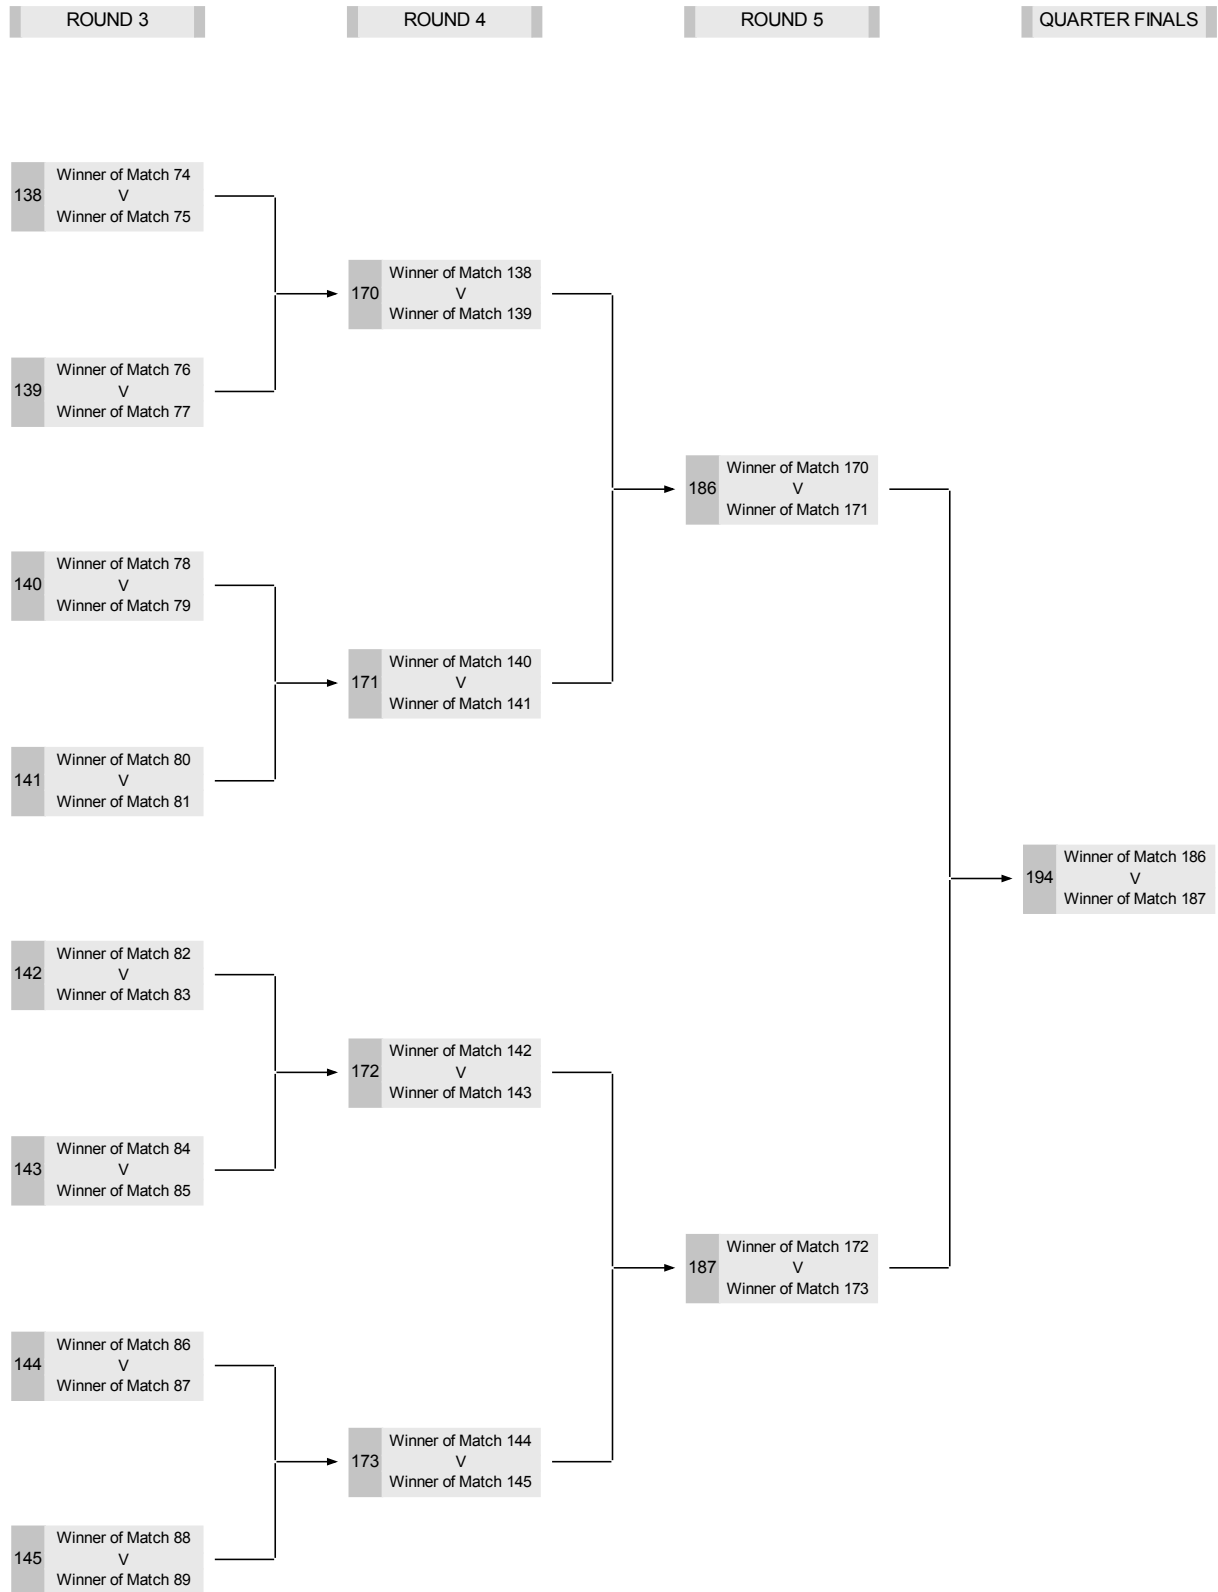 ROUND 3
ROUND 4
ROUND 5
QUARTER FINALS
138
Winner of Match 74
V
Winner of Match 75
139
Winner of Match 76
V
Winner of Match 77
140
Winner of Match 78
V
Winner of Match 79
141
Winner of Match 80
V
Winner of Match 81
142
Winner of Match 82
V
Winner of Match 83
143
Winner of Match 84
V
Winner of Match 85
144
Winner of Match 86
V
Winner of Match 87
145
Winner of Match 88
V
Winner of Match 89
170
Winner of Match 138
V
Winner of Match 139
171
Winner of Match 140
V
Winner of Match 141
172
Winner of Match 142
V
Winner of Match 143
173
Winner of Match 144
V
Winner of Match 145
186
Winner of Match 170
V
Winner of Match 171
187
Winner of Match 172
V
Winner of Match 173
194
Winner of Match 186
V
Winner of Match 187